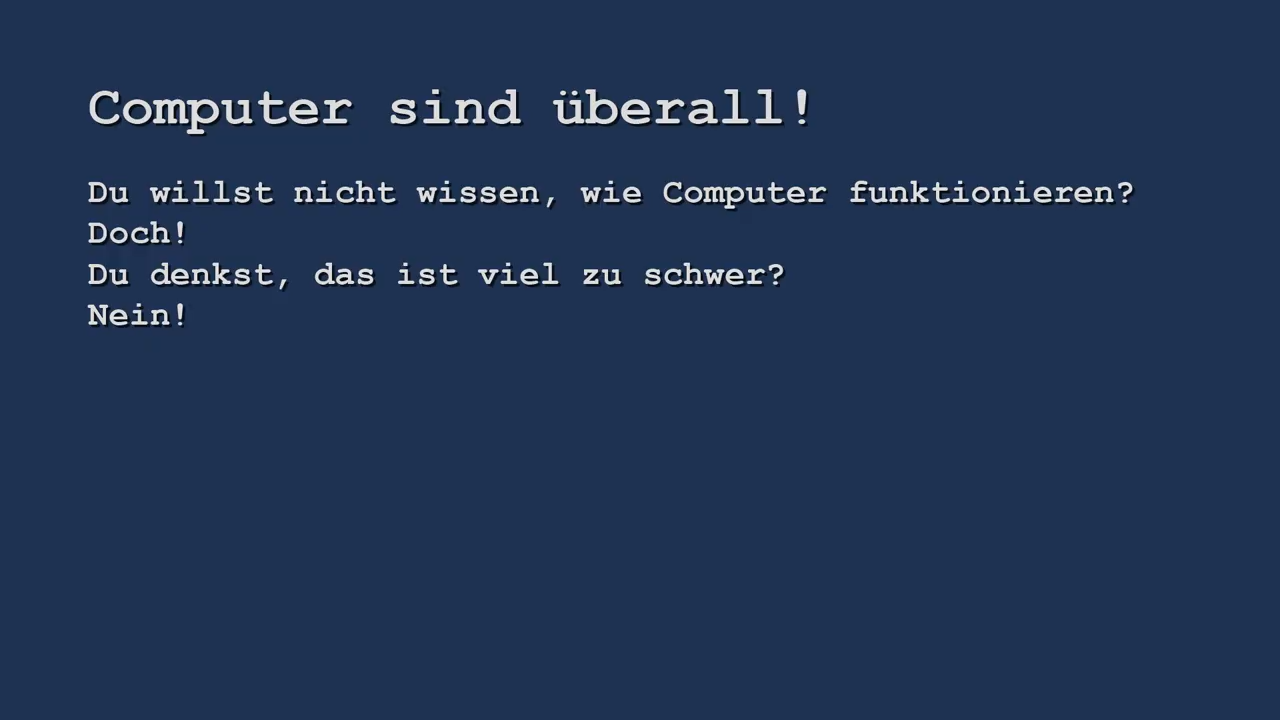 Computer sind überall!
Du willst nicht wissen, wie Computer funktionieren?
Doch!
Du denkst, das ist viel zu schwer?
Nein!